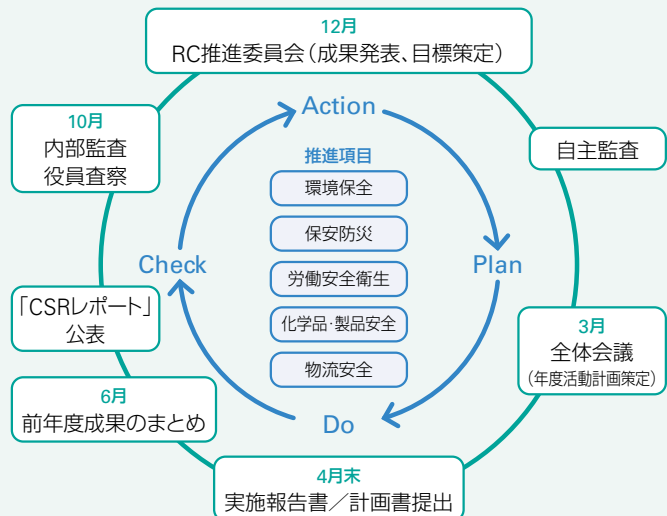 12月
RC推進委員会（成果発表、目標策定）
Action
10月
内部監査
役員査察
自主監査
推進項目
環境保全
保安防災
労働安全衛生
化学品･製品安全
物流安全
Check
Plan
「CSRレポート」
公表
3月
全体会議
（年度活動計画策定）
6月
前年度成果のまとめ
Do
4月末
実施報告書／計画書提出